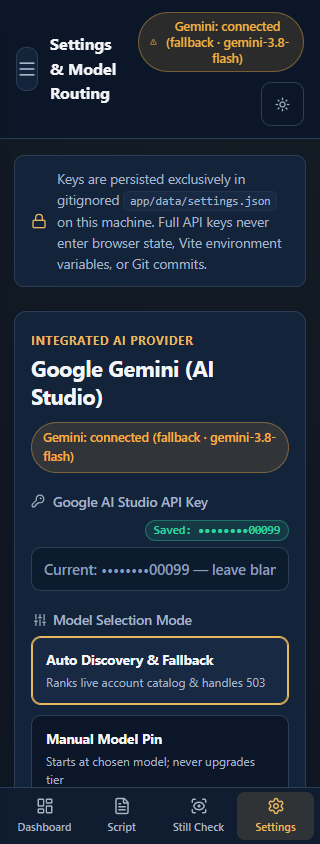 Settings
& Model
Routing
Gemini: connected
(fallback · gemini-3.8-
flash)
Keys are persisted exclusively in
gitignored app/data/settings.json
on this machine. Full API keys never
enter browser state, Vite environment
variables, or Git commits.
INTEGRATED AI PROVIDER
Google Gemini (AI
Studio)
Gemini: connected (fallback · gemini-3.8-
flash)
Google AI Studio API Key
Saved: ••••••••00099
Current: ••••••••00099 — leave blar
Model Selection Mode
Auto Discovery & Fallback
Ranks live account catalog & handles 503
Manual Model Pin
Starts at chosen model; never upgrades
tier
Dashboard
Script
Still Check
Settings